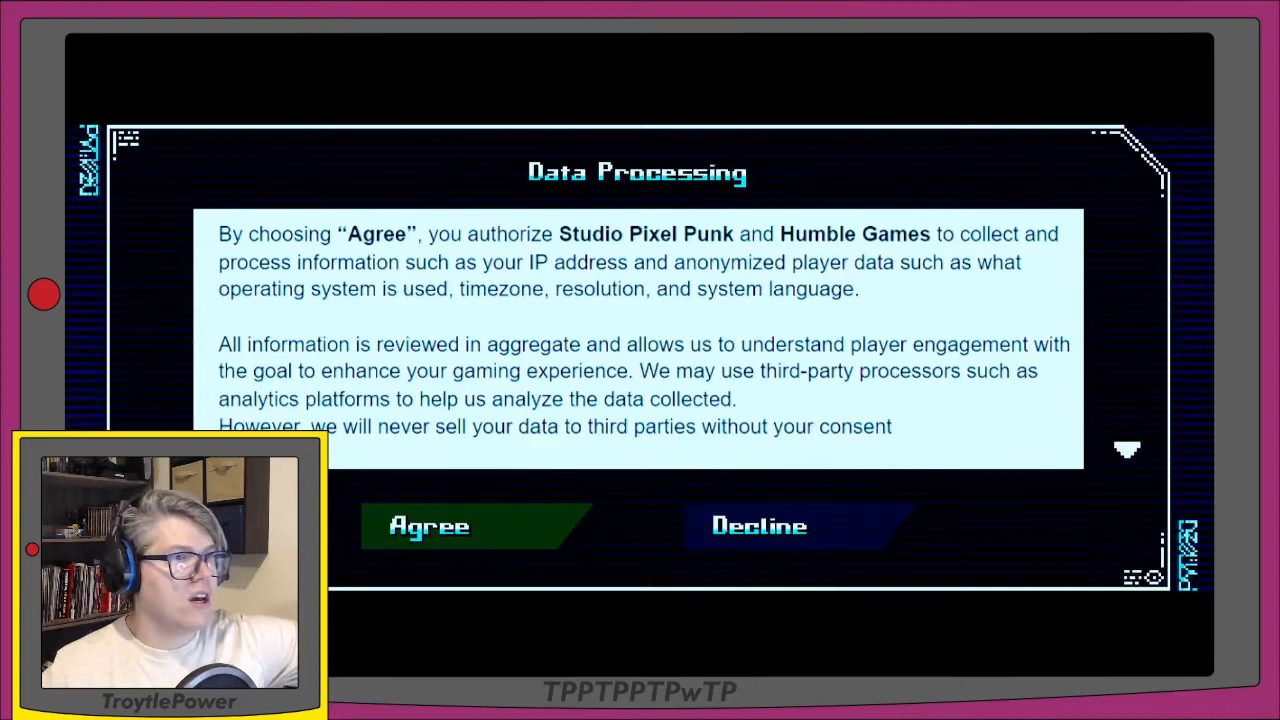 Data Processing
By choosing “Agree”, you authorize Studio Pixel Punk and Humble Games to collect and
process information such as your IP address and anonymized player data such as what
operating system is used, timezone, resolution, and system language.
All information is reviewed in aggregate and allows us to understand player engagement with
the goal to enhance your gaming experience. We may use third-party processors such as
analytics platforms to help us analyze the data collected.
However, we will never sell your data to third parties without your consent
Agree
Decline
TroytlePower
TPPTPPTPwTP